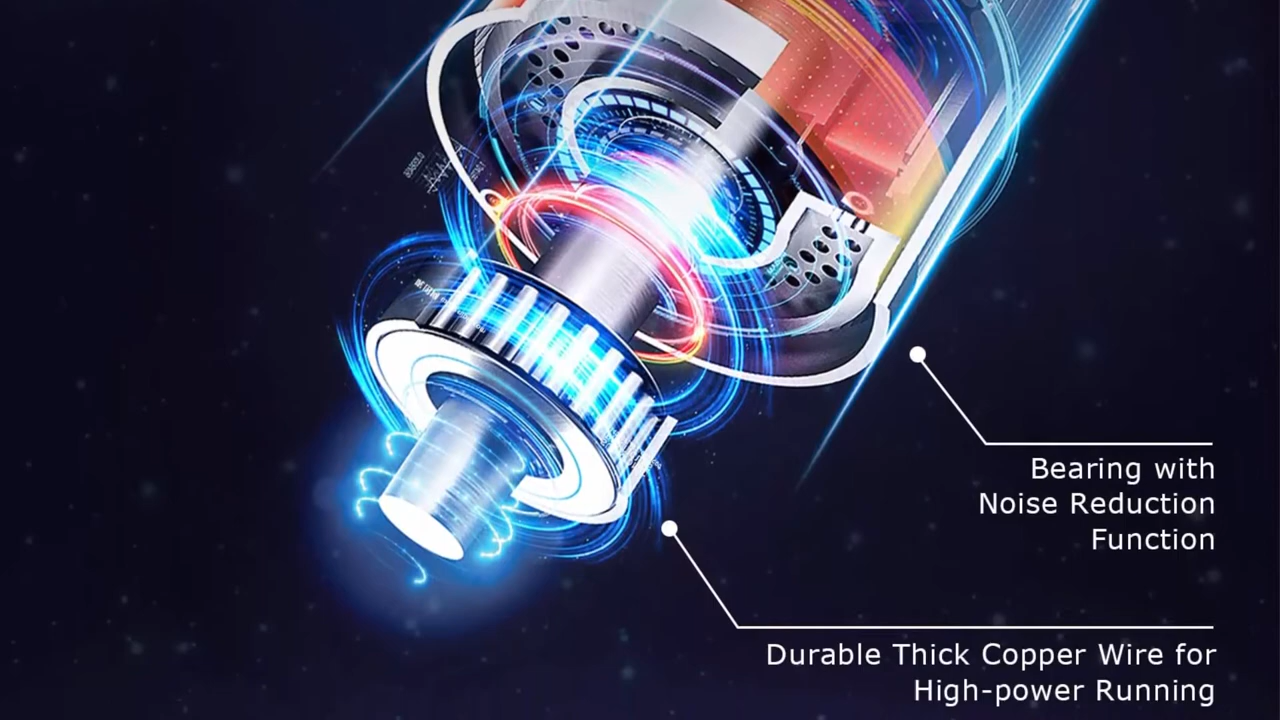 Bearing with
Noise Reduction
Function
Durable Thick Copper Wire for
High-power Running